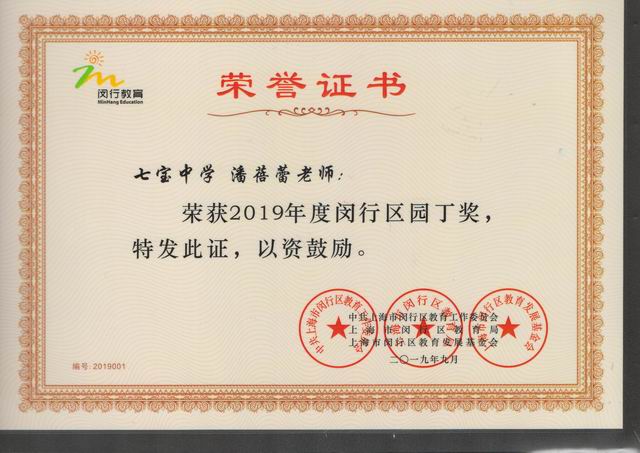 闵行教育
MinHang Education
荣誉证书
七宝中学 潘蓓蕾老师：
荣获2019年度闵行区园丁奖，
特发此证，以资鼓励。
中共上海市闵行区教育工作委员会
上海市闵行区教育局
上海市闵行区教育发展基金会
二〇一九年九月
编号：2019001